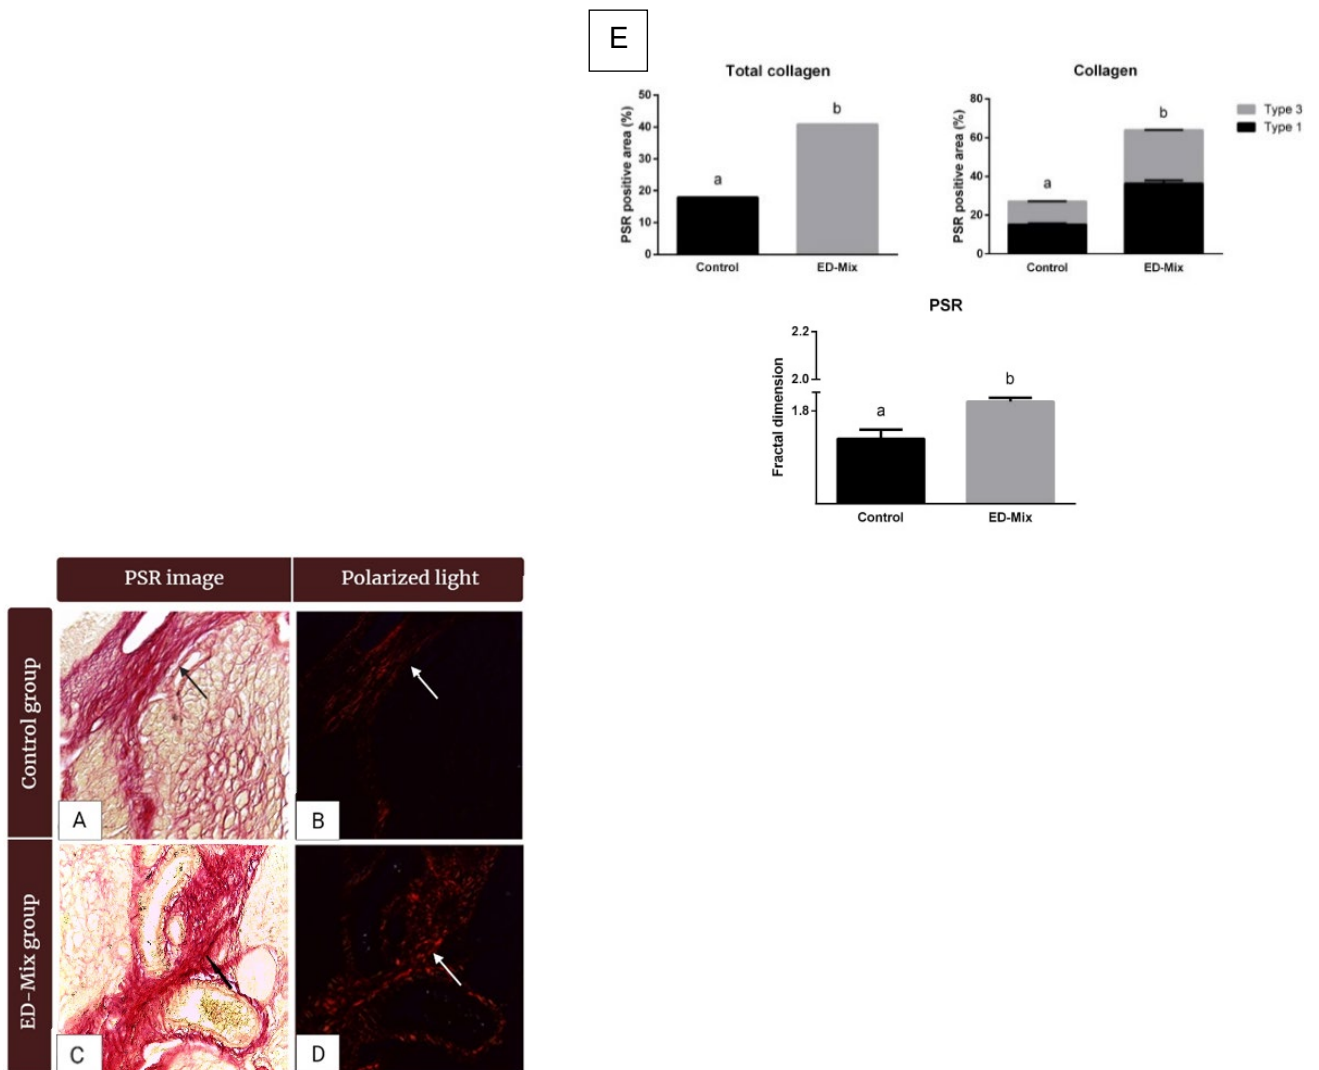 E
Total collagen
PSR positive area (%)
50
40
30
20
10
0
a
b
Control
ED-Mix
Collagen
PSR positive area (%)
80
60
40
20
0
a
b
Control
ED-Mix
Type 3
Type 1
PSR
Fractal dimension
2.2
2.0
1.8
a
b
Control
ED-Mix
PSR image
Polarized light
Control group
A
B
ED-Mix group
C
D